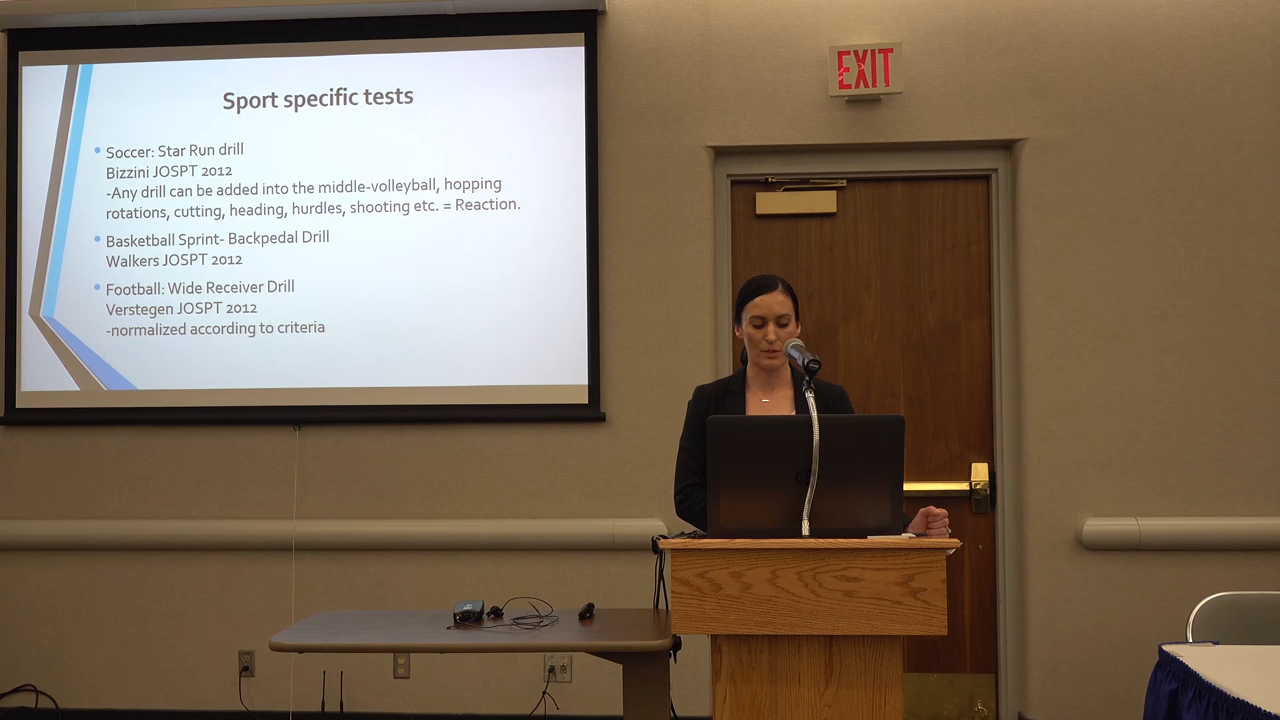 Sport specific tests
Soccer: Star Run drill
Bizzini JOSPT 2012
-Any drill can be added into the middle-volleyball, hopping
rotations, cutting, heading, hurdles, shooting etc. = Reaction.
Basketball Sprint- Backpedal Drill
Walkers JOSPT 2012
Football: Wide Receiver Drill
Verstegen JOSPT 2012
-normalized according to criteria
EXIT